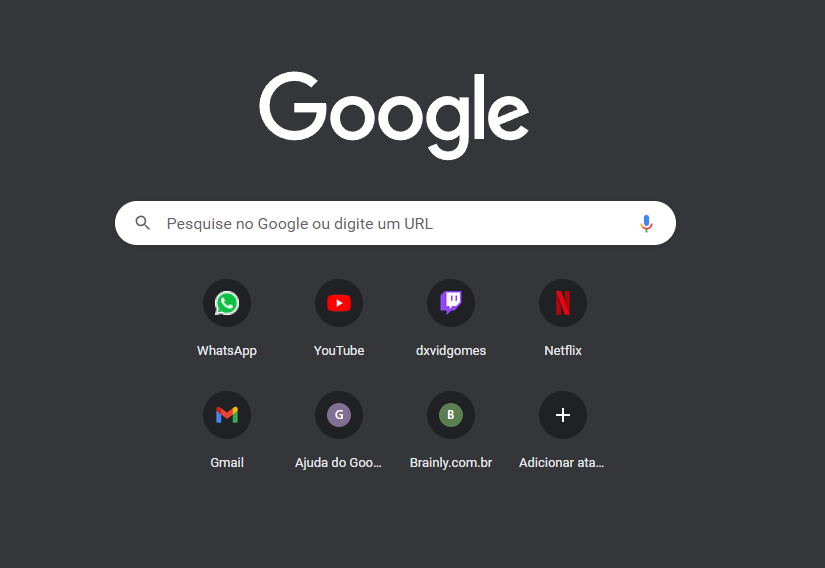 Google
Pesquise no Google ou digite um URL
WhatsApp YouTube dxvidgomes Netflix
G B
Gmail Ajuda do Goo... Brainly.com.br Adicionar ata...